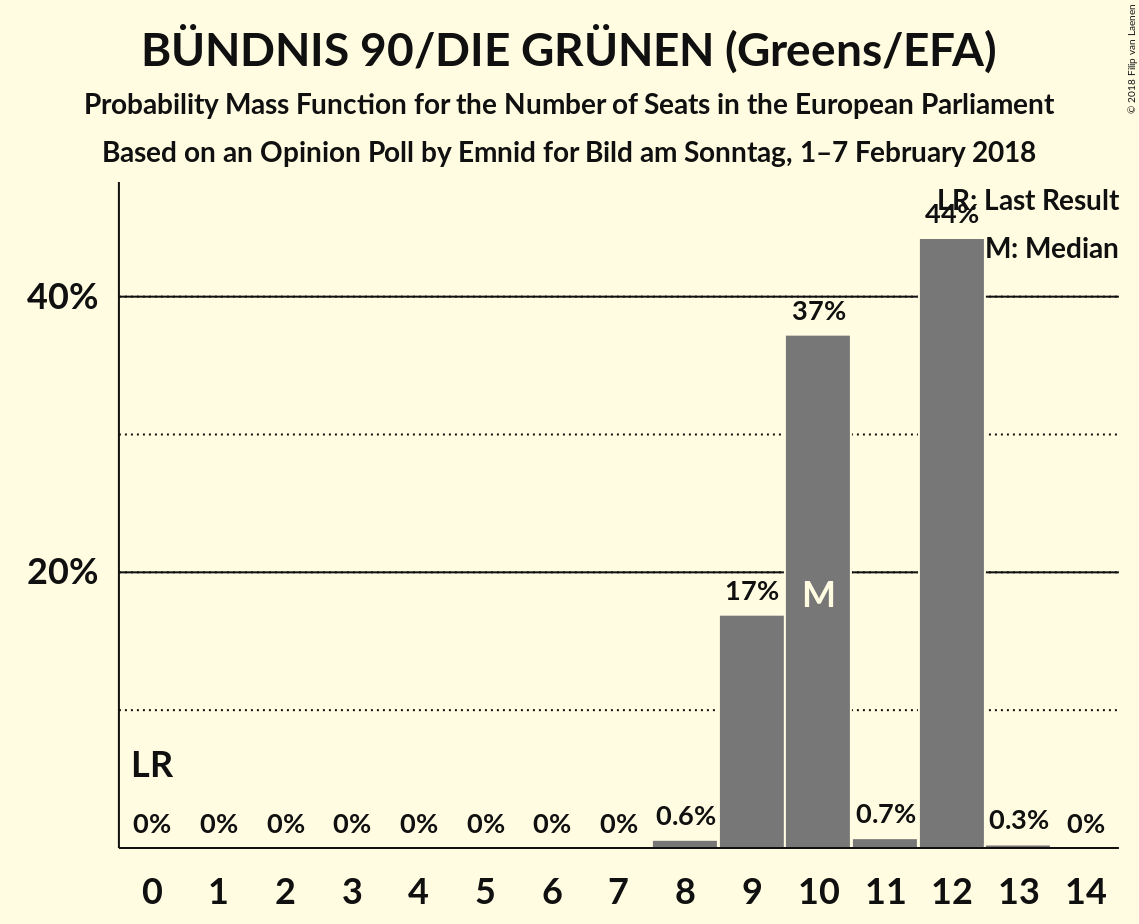 BÜNDNIS 90/DIE GRÜNEN (Greens/EFA)
Probability Mass Function for the Number of Seats in the European Parliament
Based on an Opinion Poll by Emnid for Bild am Sonntag, 1–7 February 2018
© 2018 Filip van Laenen
LR: Last Result
M: Median
44%
40%
37%
20%
17%
M
LR
0% 0% 0% 0% 0% 0% 0% 0% 0.6% 0.7% 0.3% 0%
0 1 2 3 4 5 6 7 8 9 10 11 12 13 14